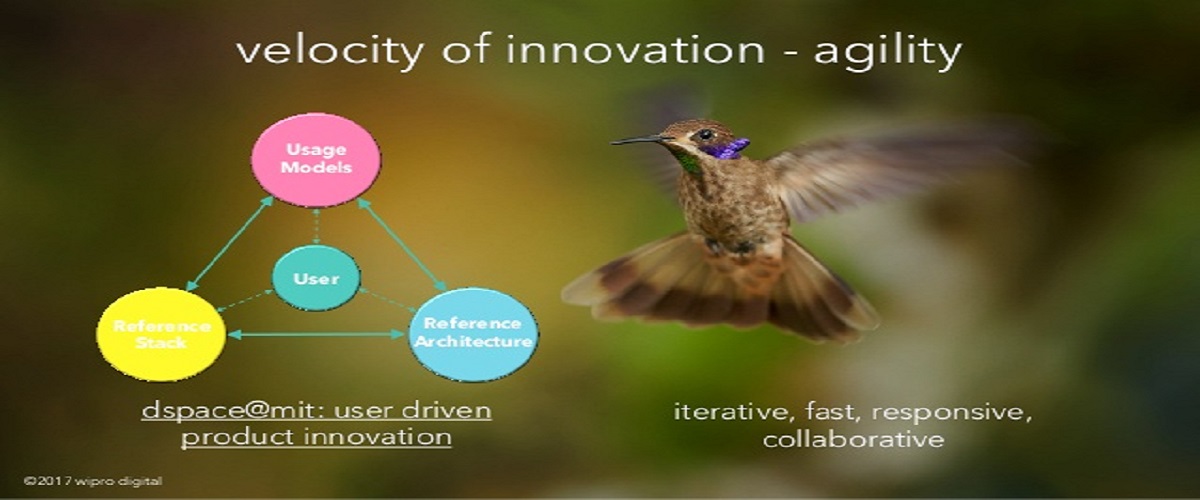 velocity of innovation - agility
Usage
Models
User
Reference
Stack
Reference
Architecture
dspace@mit: user driven
product innovation
iterative, fast, responsive,
collaborative
©2017 wipro digital